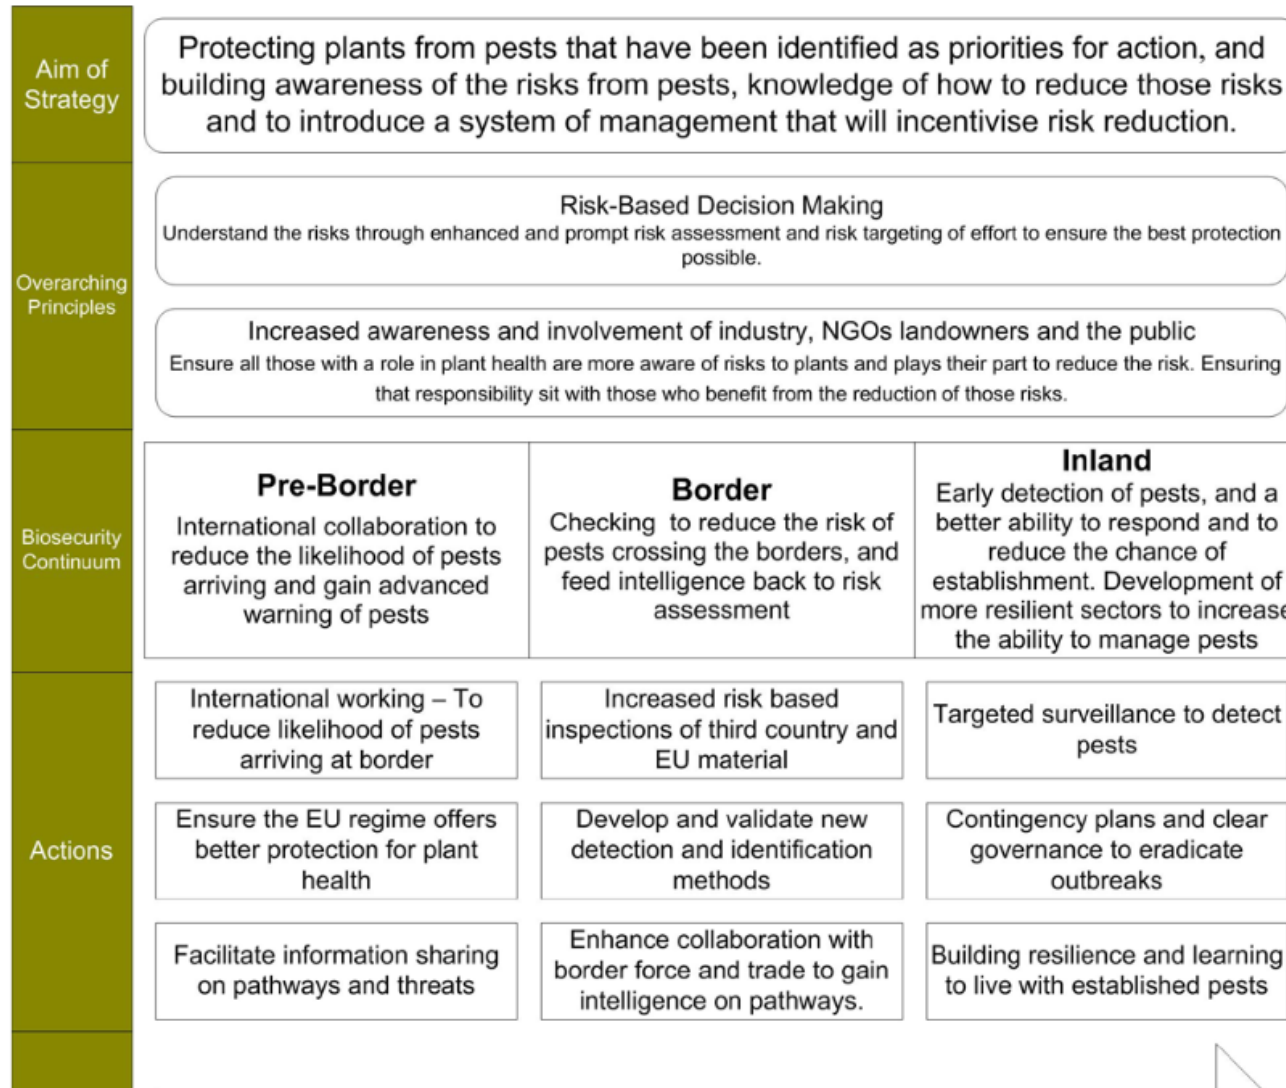 Aim of
Strategy
Protecting plants from pests that have been identified as priorities for action, and
building awareness of the risks from pests, knowledge of how to reduce those risks
and to introduce a system of management that will incentivise risk reduction.
Overarching
Principles
Risk-Based Decision Making
Understand the risks through enhanced and prompt risk assessment and risk targeting of effort to ensure the best protection
possible.
Increased awareness and involvement of industry, NGOs landowners and the public
Ensure all those with a role in plant health are more aware of risks to plants and plays their part to reduce the risk. Ensuring
that responsibility sit with those who benefit from the reduction of those risks.
Biosecurity
Continuum
Pre-Border
International collaboration to
reduce the likelihood of pests
arriving and gain advanced
warning of pests
Border
Checking to reduce the risk of
pests crossing the borders, and
feed intelligence back to risk
assessment
Inland
Early detection of pests, and a
better ability to respond and to
reduce the chance of
establishment. Development of
more resilient sectors to increase
the ability to manage pests
Actions
International working – To
reduce likelihood of pests
arriving at border
Increased risk based
inspections of third country and
EU material
Targeted surveillance to detect
pests
Ensure the EU regime offers
better protection for plant
health
Develop and validate new
detection and identification
methods
Contingency plans and clear
governance to eradicate
outbreaks
Facilitate information sharing
on pathways and threats
Enhance collaboration with
border force and trade to gain
intelligence on pathways.
Building resilience and learning
to live with established pests